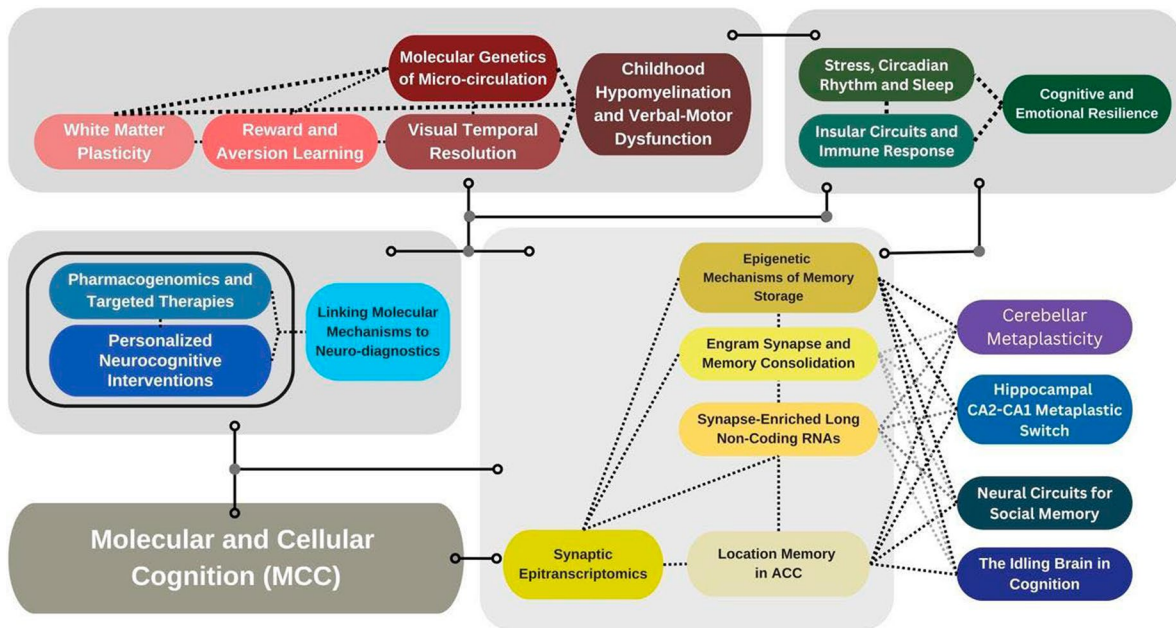 Molecular Genetics
of Micro-circulation
White Matter
Plasticity
Reward and
Aversion Learning
Visual Temporal
Resolution
Childhood
Hypomyelination
and Verbal-Motor
Dysfunction
Stress, Circadian
Rhythm and Sleep
Insular Circuits and
Immune Response
Cognitive and
Emotional Resilience
Pharmacogenomics and
Targeted Therapies
Personalized
Neurocognitive
Interventions
Linking Molecular
Mechanisms to
Neuro-diagnostics
Epigenetic
Mechanisms of Memory
Storage
Engram Synapse and
Memory Consolidation
Synapse-Enriched Long
Non-Coding RNAs
Synaptic
Epitranscriptomics
Location Memory
in ACC
Cerebellar
Metaplasticity
Hippocampal
CA2-CA1 Metaplastic
Switch
Neural Circuits for
Social Memory
The Idling Brain in
Cognition
Molecular and Cellular
Cognition (MCC)